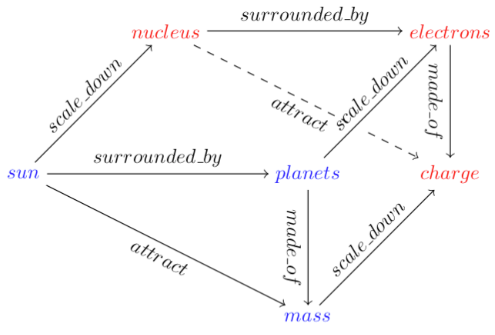 surrounded_by
nucleus
electrons
scale_down
attract
scale_down
made_of
surrounded_by
sun
planets
charge
attract
made_of
scale_down
mass